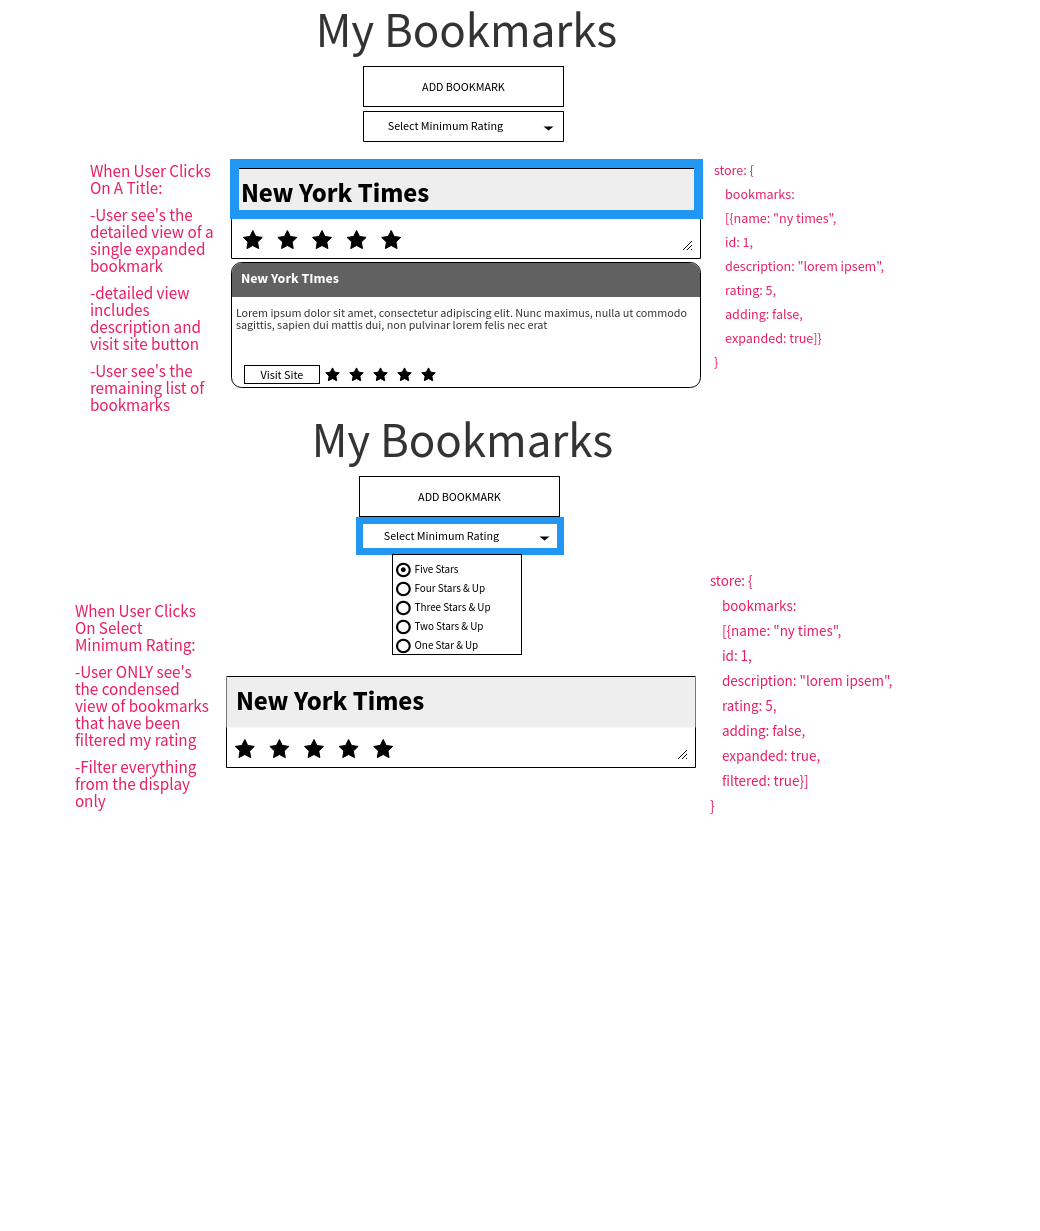 My Bookmarks
ADD BOOKMARK
Select Minimum Rating
When User Clicks
On A Title:
-User see's the
detailed view of a
single expanded
bookmark
-detailed view
includes
description and
visit site button
-User see's the
remaining list of
bookmarks
New York Times
New York TImes
Lorem ipsum dolor sit amet, consectetur adipiscing elit. Nunc maximus, nulla ut commodo
sagittis, sapien dui mattis dui, non pulvinar lorem felis nec erat
Visit Site
store: {
bookmarks:
[{name: "ny times",
id: 1,
description: "lorem ipsem",
rating: 5,
adding: false,
expanded: true]}
}
My Bookmarks
ADD BOOKMARK
Select Minimum Rating
Five Stars
Four Stars & Up
Three Stars & Up
Two Stars & Up
One Star & Up
When User Clicks
On Select
Minimum Rating:
-User ONLY see's
the condensed
view of bookmarks
that have been
filtered my rating
-Filter everything
from the display
only
New York Times
store: {
bookmarks:
[{name: "ny times",
id: 1,
description: "lorem ipsem",
rating: 5,
adding: false,
expanded: true,
filtered: true}]
}